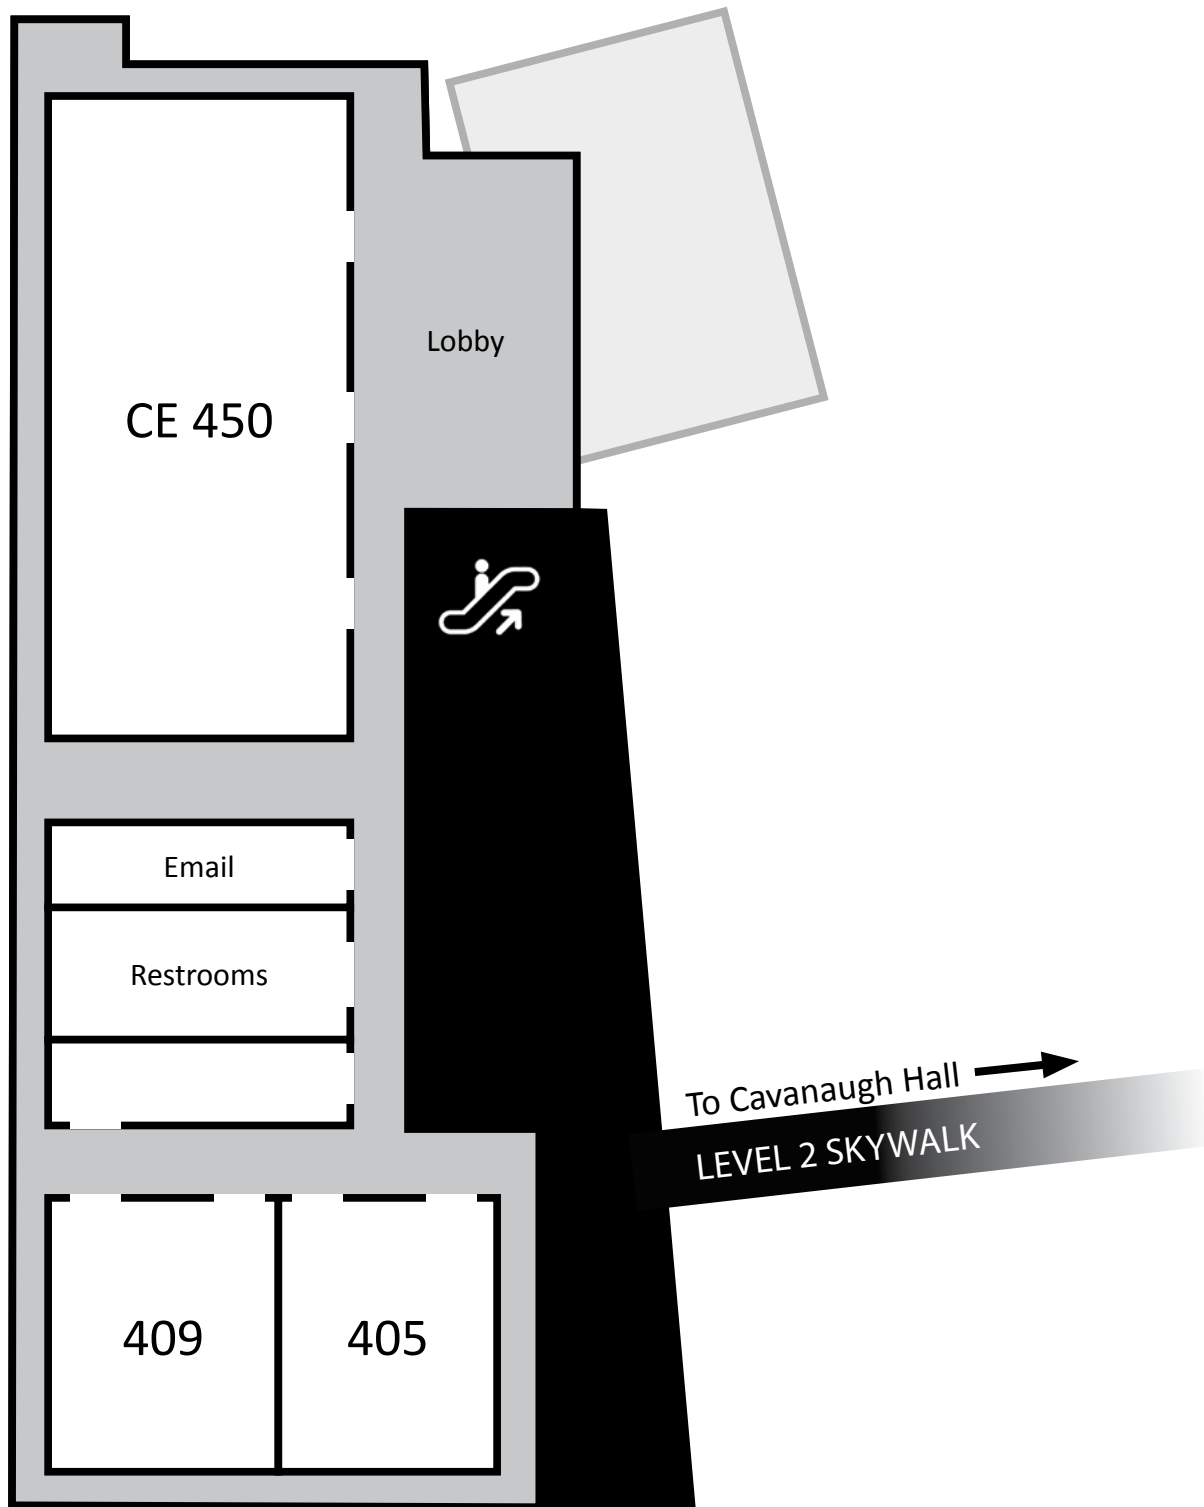 Lobby
CE 450
Email
Restrooms
To Cavanaugh Hall
LEVEL 2 SKYWALK
409
405